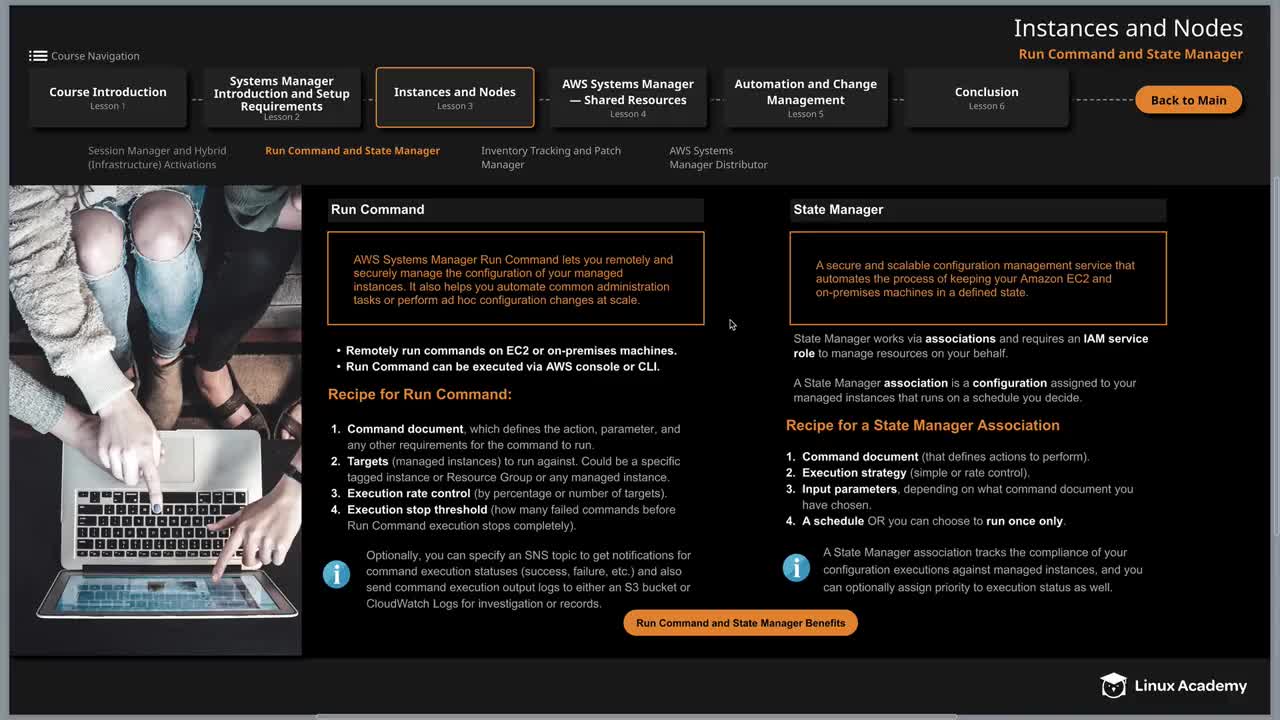 Instances and Nodes
Run Command and State Manager
Course Navigation
Course Introduction
Lesson 1
Systems Manager
Introduction and Setup
Requirements
Lesson 2
Instances and Nodes
Lesson 3
AWS Systems Manager
— Shared Resources
Lesson 4
Automation and Change
Management
Lesson 5
Conclusion
Lesson 6
Back to Main
Session Manager and Hybrid
(Infrastructure) Activations
Run Command and State Manager
Inventory Tracking and Patch
Manager
AWS Systems
Manager Distributor
Run Command
AWS Systems Manager Run Command lets you remotely and
securely manage the configuration of your managed
instances. It also helps you automate common administration
tasks or perform ad hoc configuration changes at scale.
• Remotely run commands on EC2 or on-premises machines.
• Run Command can be executed via AWS console or CLI.
Recipe for Run Command:
1. Command document, which defines the action, parameter, and
any other requirements for the command to run.
2. Targets (managed instances) to run against. Could be a specific
tagged instance or Resource Group or any managed instance.
3. Execution rate control (by percentage or number of targets).
4. Execution stop threshold (how many failed commands before
Run Command execution stops completely).
Optionally, you can specify an SNS topic to get notifications for
command execution statuses (success, failure, etc.) and also
send command execution output logs to either an S3 bucket or
CloudWatch Logs for investigation or records.
State Manager
A secure and scalable configuration management service that
automates the process of keeping your Amazon EC2 and
on-premises machines in a defined state.
State Manager works via associations and requires an IAM service
role to manage resources on your behalf.
A State Manager association is a configuration assigned to your
managed instances that runs on a schedule you decide.
Recipe for a State Manager Association
1. Command document (that defines actions to perform).
2. Execution strategy (simple or rate control).
3. Input parameters, depending on what command document you
have chosen.
4. A schedule OR you can choose to run once only.
A State Manager association tracks the compliance of your
configuration executions against managed instances, and you
can optionally assign priority to execution status as well.
Run Command and State Manager Benefits
Linux Academy